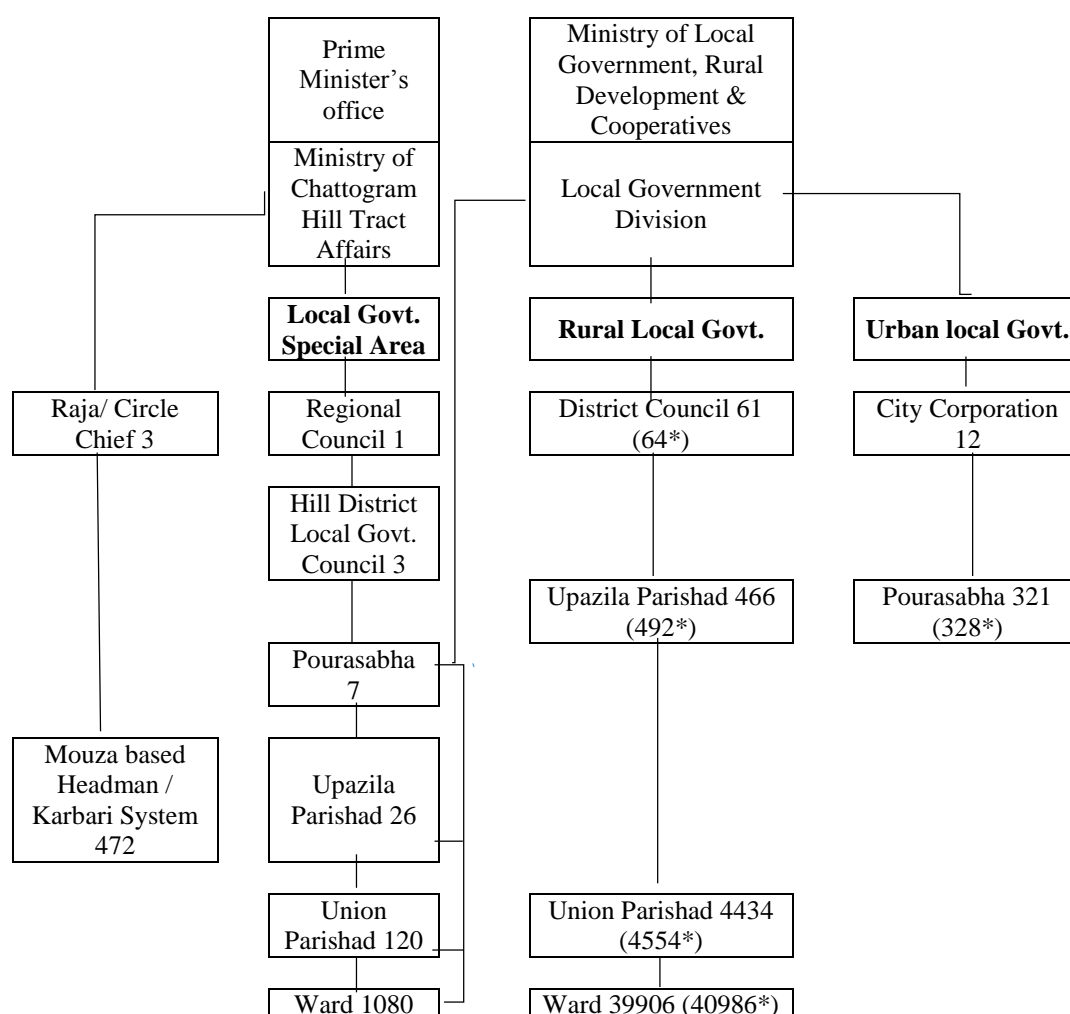 Prime
Minister's
office
Ministry of Local
Government, Rural
Development &
Cooperatives
Ministry of
Chattogram
Hill Tract
Affairs
Local Government
Division
Local Govt.
Special Area
Rural Local Govt.
Urban local Govt.
Raja/ Circle
Chief 3
Regional
Council 1
District Council 61
(64*)
City Corporation
12
Hill District
Local Govt.
Council 3
Upazila Parishad 466
(492*)
Pourasabha 321
(328*)
Pourasabha
7
Mouza based
Headman /
Karbari System
472
Upazila
Parishad 26
Union
Parishad 120
Union Parishad 4434
(4554*)
Ward 1080
Ward 39906 (40986*)